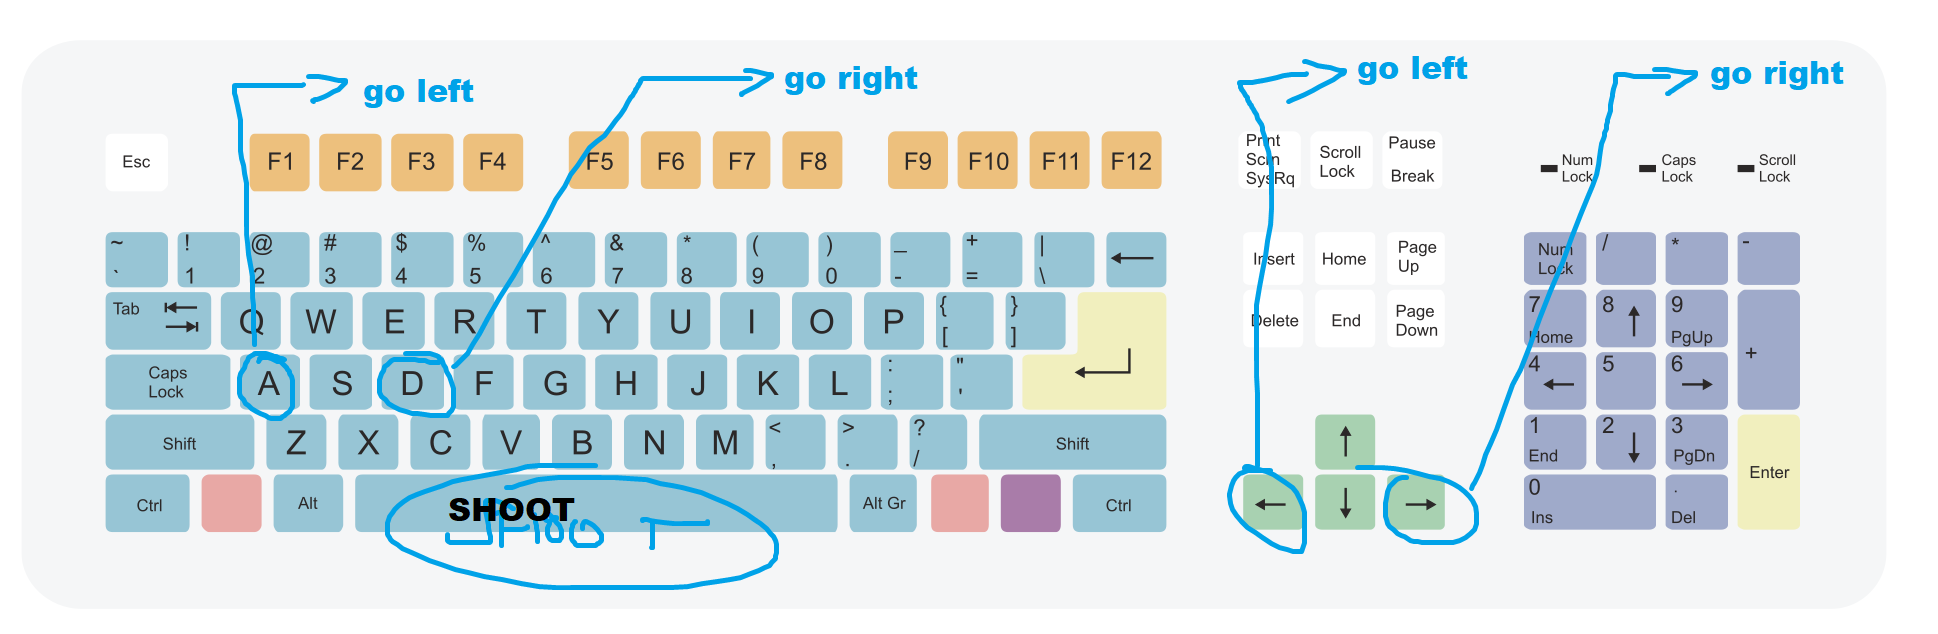 go left
go right
go left
go right
Esc
F1 F2 F3 F4 F5 F6 F7 F8 F9 F10 F11 F12
Print
Scln
SysRq
Scroll
Lock
Pause
Break
Num
Lock
Caps
Lock
Scroll
Lock
~ ! @ # $ % ^ & * ( ) _ + |
` 1 2 3 4 5 6 7 8 9 0 - = \ ←
Insert Home Page
Up
Num
Lock
/ * -
Tab Q W E R T Y U I O P { }
[ ]
Delete End Page
Down
7 8 ↑ 9
Home PgUp
+
Caps
Lock
A S D F G H J K L : "
; '
4 ← 5 6 →
Shift Z X C V B N M < > ?
, . /
Shift
↑
1 2 ↓ 3
End PgDn
Enter
Ctrl Alt SHOOT Alt Gr Ctrl
SHOOT
← ↓ →
0 .
Ins Del